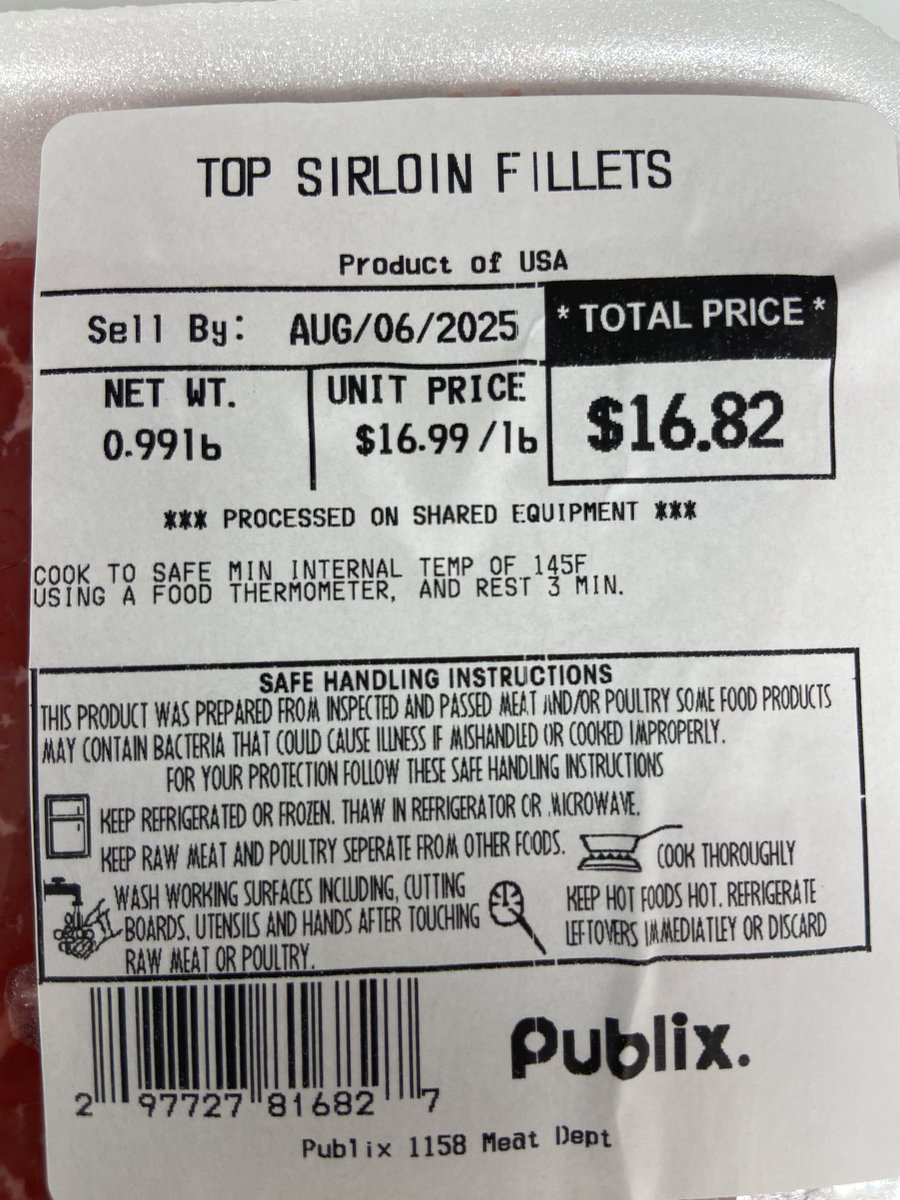 TOP SIRLOIN FILLETS
Product of USA
Sell By: AUG/06/2025
* TOTAL PRICE *
NET WT.
UNIT PRICE
0.99lb
$16.99 /lb
$16.82
*** PROCESSED ON SHARED EQUIPMENT ***
COOK TO SAFE MIN INTERNAL TEMP OF 145F
USING A FOOD THERMOMETER, AND REST 3 MIN.
SAFE HANDLING INSTRUCTIONS
THIS PRODUCT WAS PREPARED FROM INSPECTED AND PASSED MEAT AND/OR POULTRY SOME FOOD PRODUCTS
MAY CONTAIN BACTERIA THAT COULD CAUSE ILLNESS IF MISHANDLED OR COOKED IMPROPERLY.
FOR YOUR PROTECTION FOLLOW THESE SAFE HANDLING INSTRUCTIONS
KEEP REFRIGERATED OR FROZEN. THAW IN REFRIGERATOR OR MICROWAVE.
KEEP RAW MEAT AND POULTRY SEPERATE FROM OTHER FOODS.
COOK THOROUGHLY
WASH WORKING SURFACES INCLUDING, CUTTING
BOARDS, UTENSILS AND HANDS AFTER TOUCHING
RAW MEAT OR POULTRY.
KEEP HOT FOODS HOT. REFRIGERATE
LEFTOVERS IMMEDIATLEY OR DISCARD
2 97727 81682 7
Publix.
Publix 1158 Meat Dept